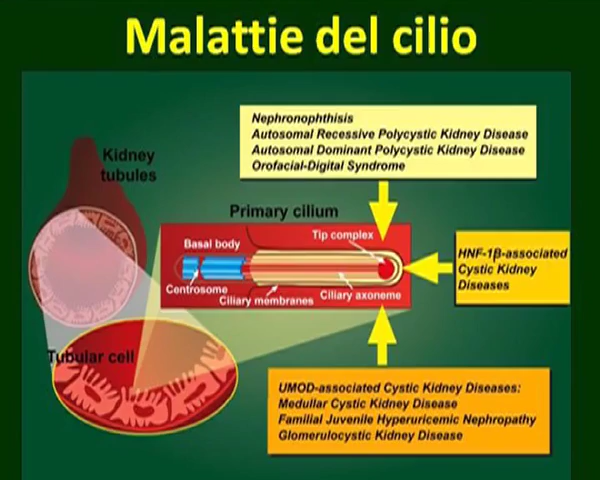 Malattie del cilio
Nephronophthisis
Autosomal Recessive Polycystic Kidney Disease
Autosomal Dominant Polycystic Kidney Disease
Orofacial-Digital Syndrome
Kidney
tubules
Primary cilium
Tip complex
Basal body
Centrosome
Ciliary membranes
Ciliary axoneme
HNF-1β-associated
Cystic Kidney
Diseases
Tubular cell
UMOD-associated Cystic Kidney Diseases:
Medullar Cystic Kidney Disease
Familial Juvenile Hyperuricemic Nephropathy
Glomerulocystic Kidney Disease